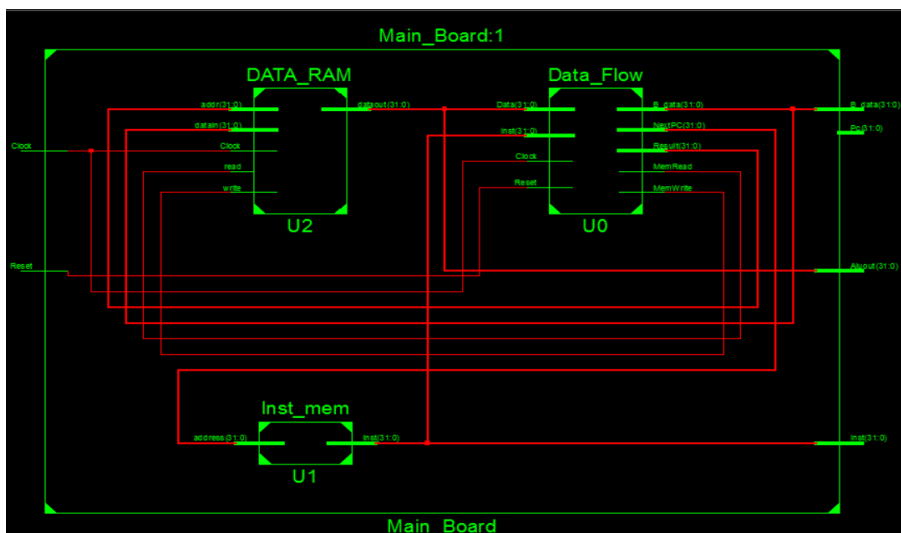 Main_Board:1
DATA_RAM
Data_Flow
addr(31:0)
dataout(31:0)
Data(31:0)
B_data(31:0)
B_data(31:0)
datain(31:0)
Inst(31:0)
NextPC(31:0)
Pc(31:0)
Clock
Clock
Result(31:0)
Clock
read
MemRead
Reset
write
MemWrite
U2
U0
Reset
Aluout(31:0)
Inst_mem
address(31:0)
Inst(31:0)
Inst(31:0)
U1
Main_Board